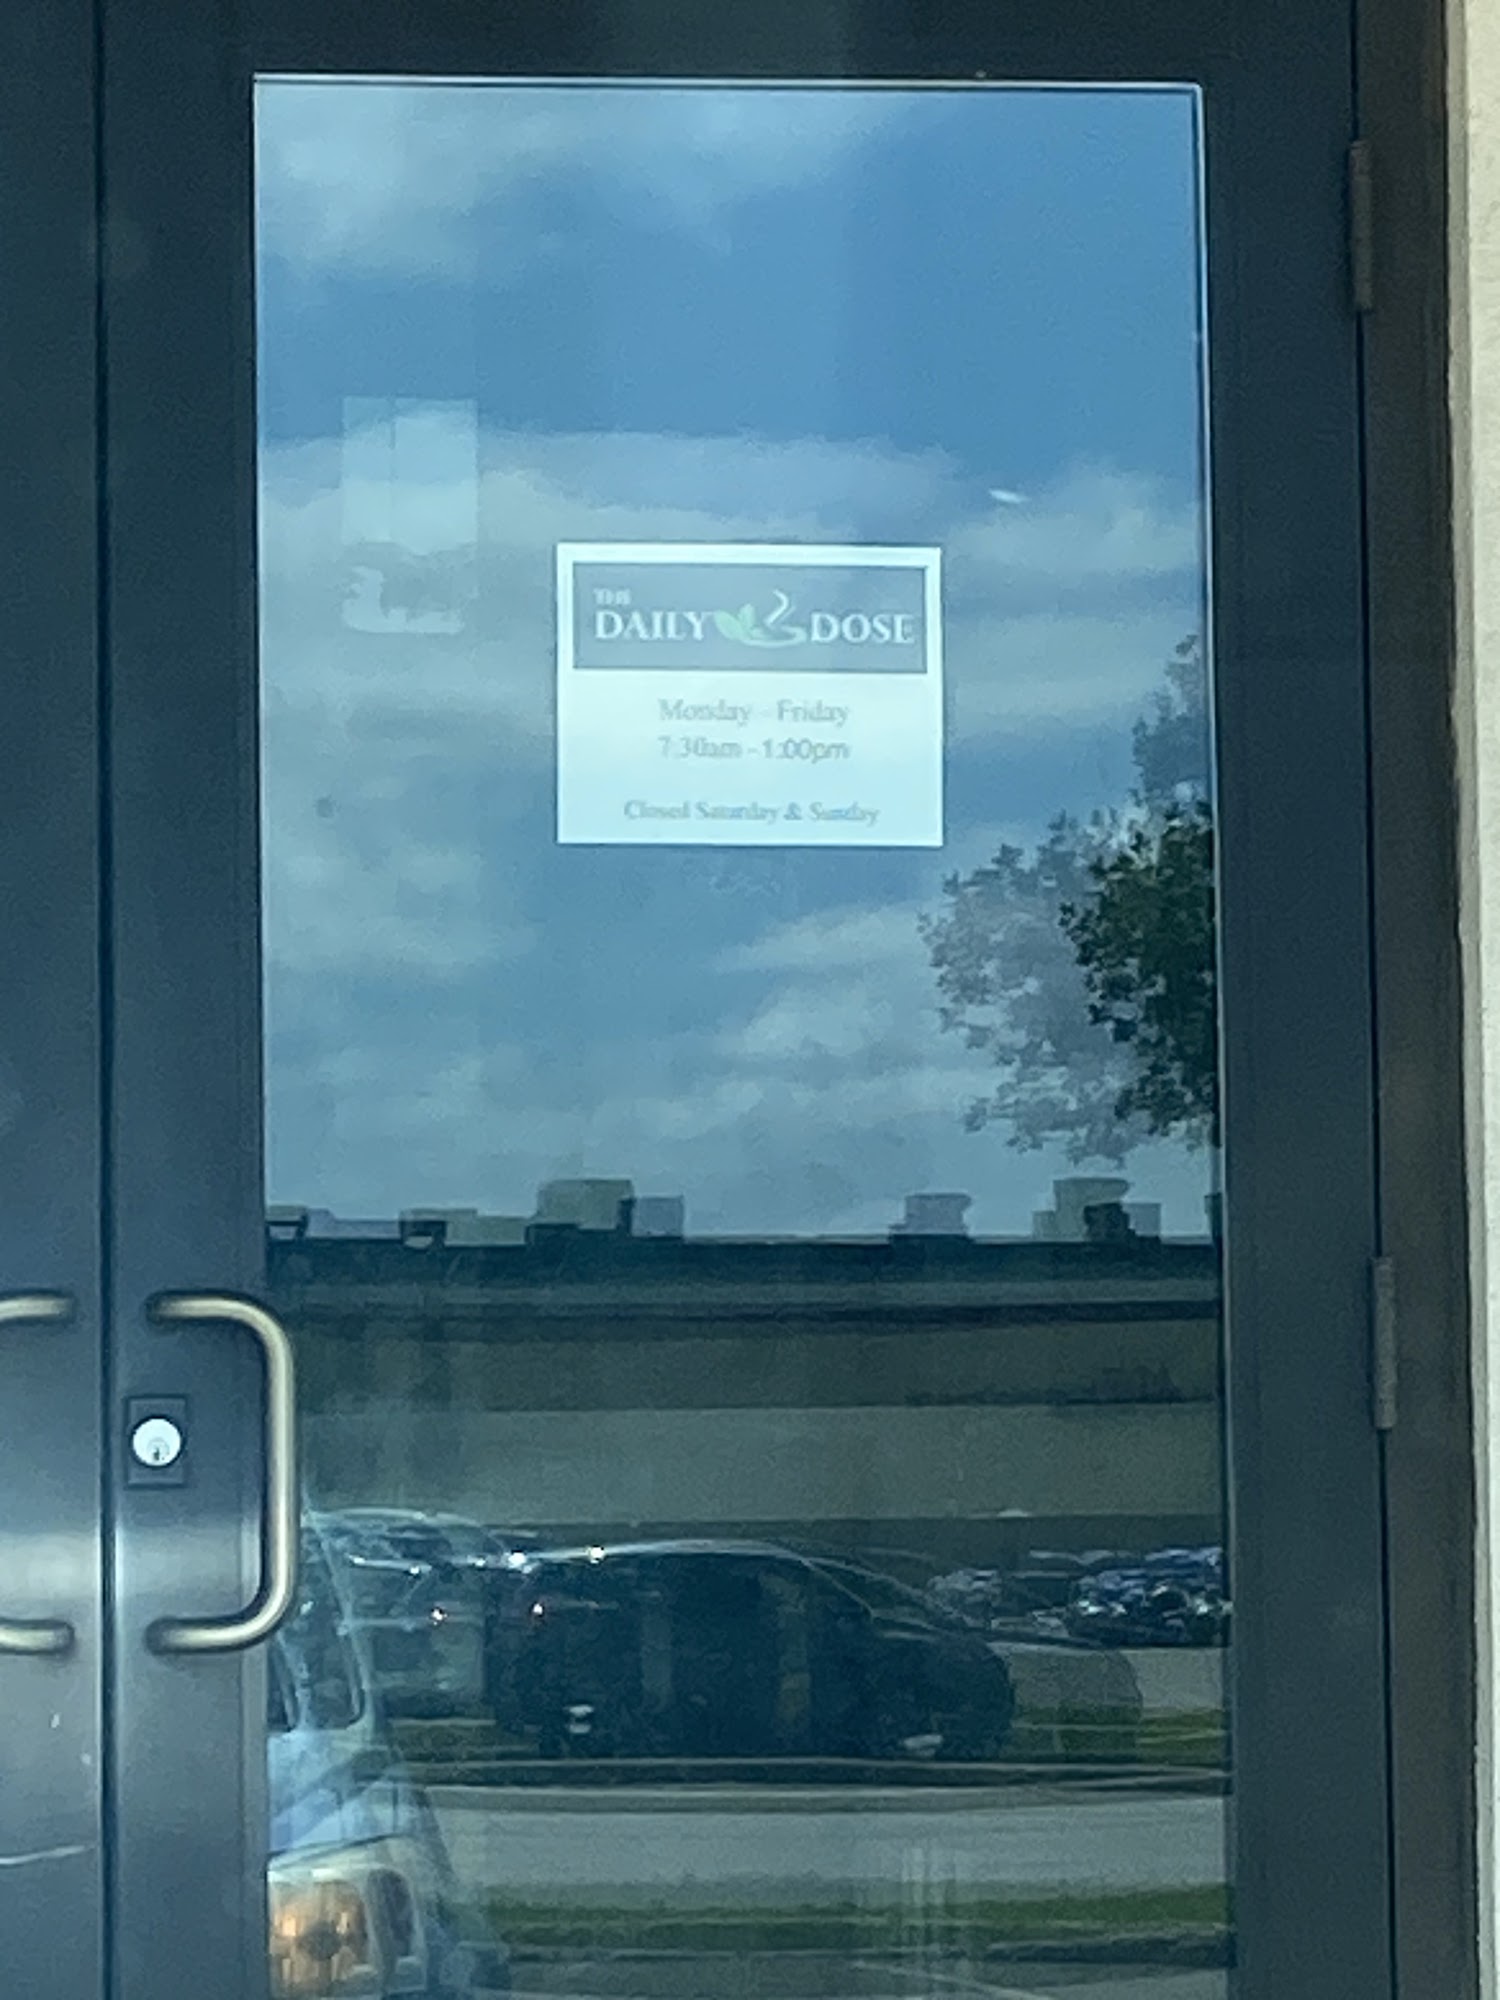 THE
DAILY DOSE
Monday - Friday
7:30am - 1:00pm
Closed Saturday & Sunday